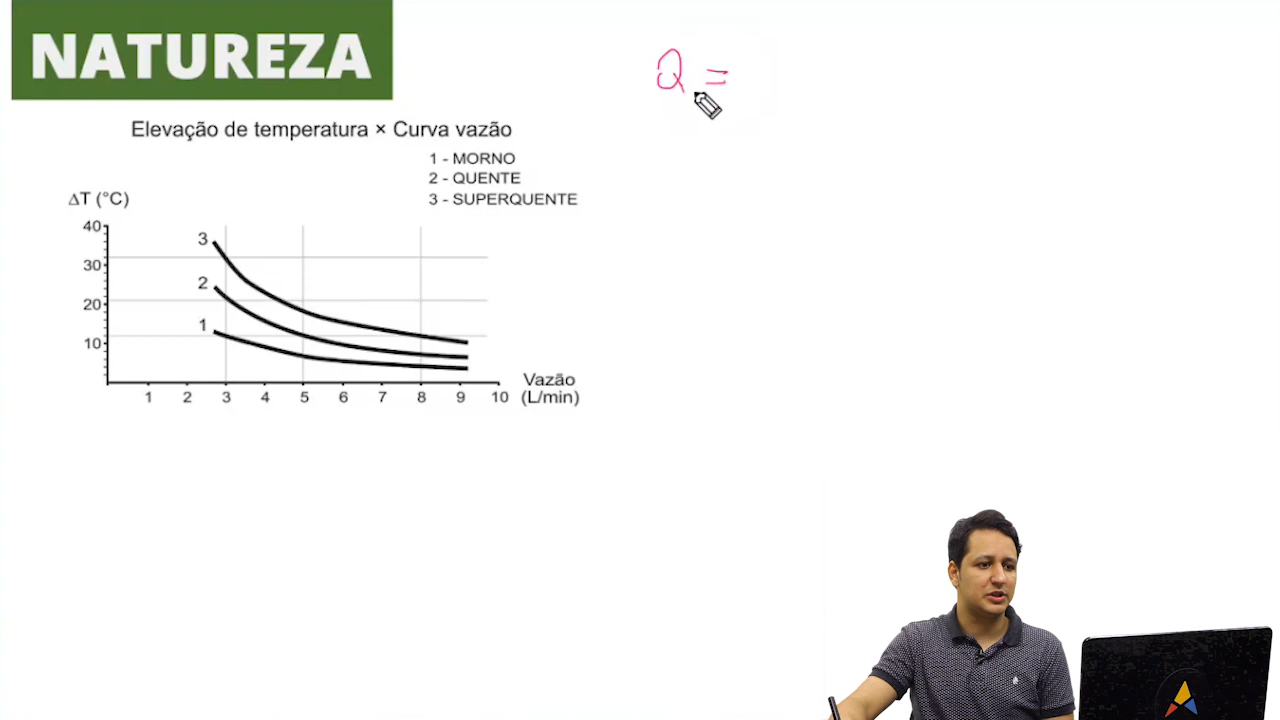 NATUREZA
Q =
Elevação de temperatura × Curva vazão
1 - MORNO
2 - QUENTE
3 - SUPERQUENTE
ΔT (°C)
40
30
20
10
3
2
1
1 2 3 4 5 6 7 8 9 10
Vazão
(L/min)